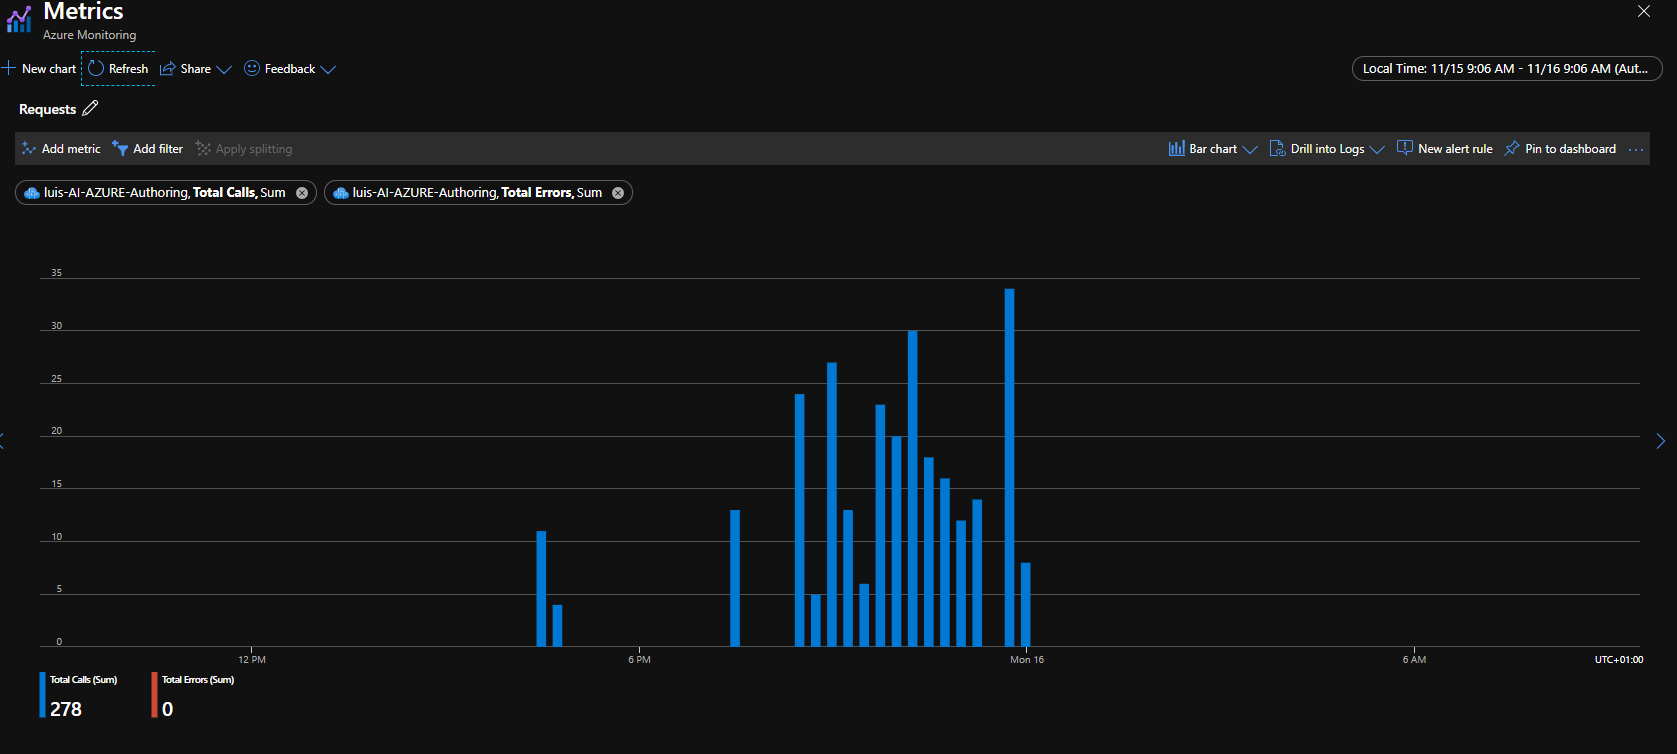 Metrics
Azure Monitoring
New chart Refresh Share Feedback Local Time: 11/15 9:06 AM - 11/16 9:06 AM (Aut...
Requests
Add metric Add filter Apply splitting Bar chart Drill into Logs New alert rule Pin to dashboard ...
luis-AI-AZURE-Authoring, Total Calls, Sum luis-AI-AZURE-Authoring, Total Errors, Sum
35
30
25
20
15
10
5
0
12 PM 6 PM Mon 16 6 AM UTC+01:00
Total Calls (Sum) Total Errors (Sum)
278 0